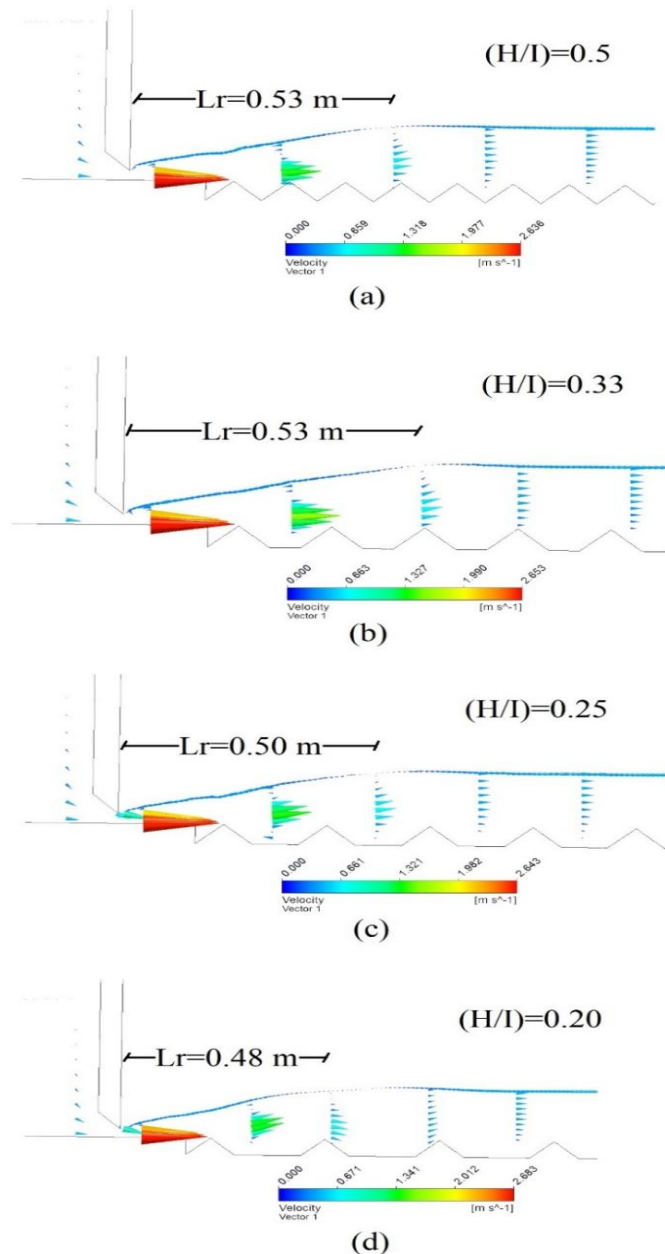 (H/I)=0.5
Lr=0.53 m
0.000 0.659 1.318 1.977 2.636
Velocity [m s^-1]
Vector 1
(a)
(H/I)=0.33
Lr=0.53 m
0.000 0.663 1.327 1.990 2.653
Velocity [m s^-1]
Vector 1
(b)
(H/I)=0.25
Lr=0.50 m
0.000 0.661 1.321 1.982 2.643
Velocity [m s^-1]
Vector 1
(c)
(H/I)=0.20
Lr=0.48 m
0.000 0.671 1.341 2.012 2.683
Velocity [m s^-1]
Vector 1
(d)